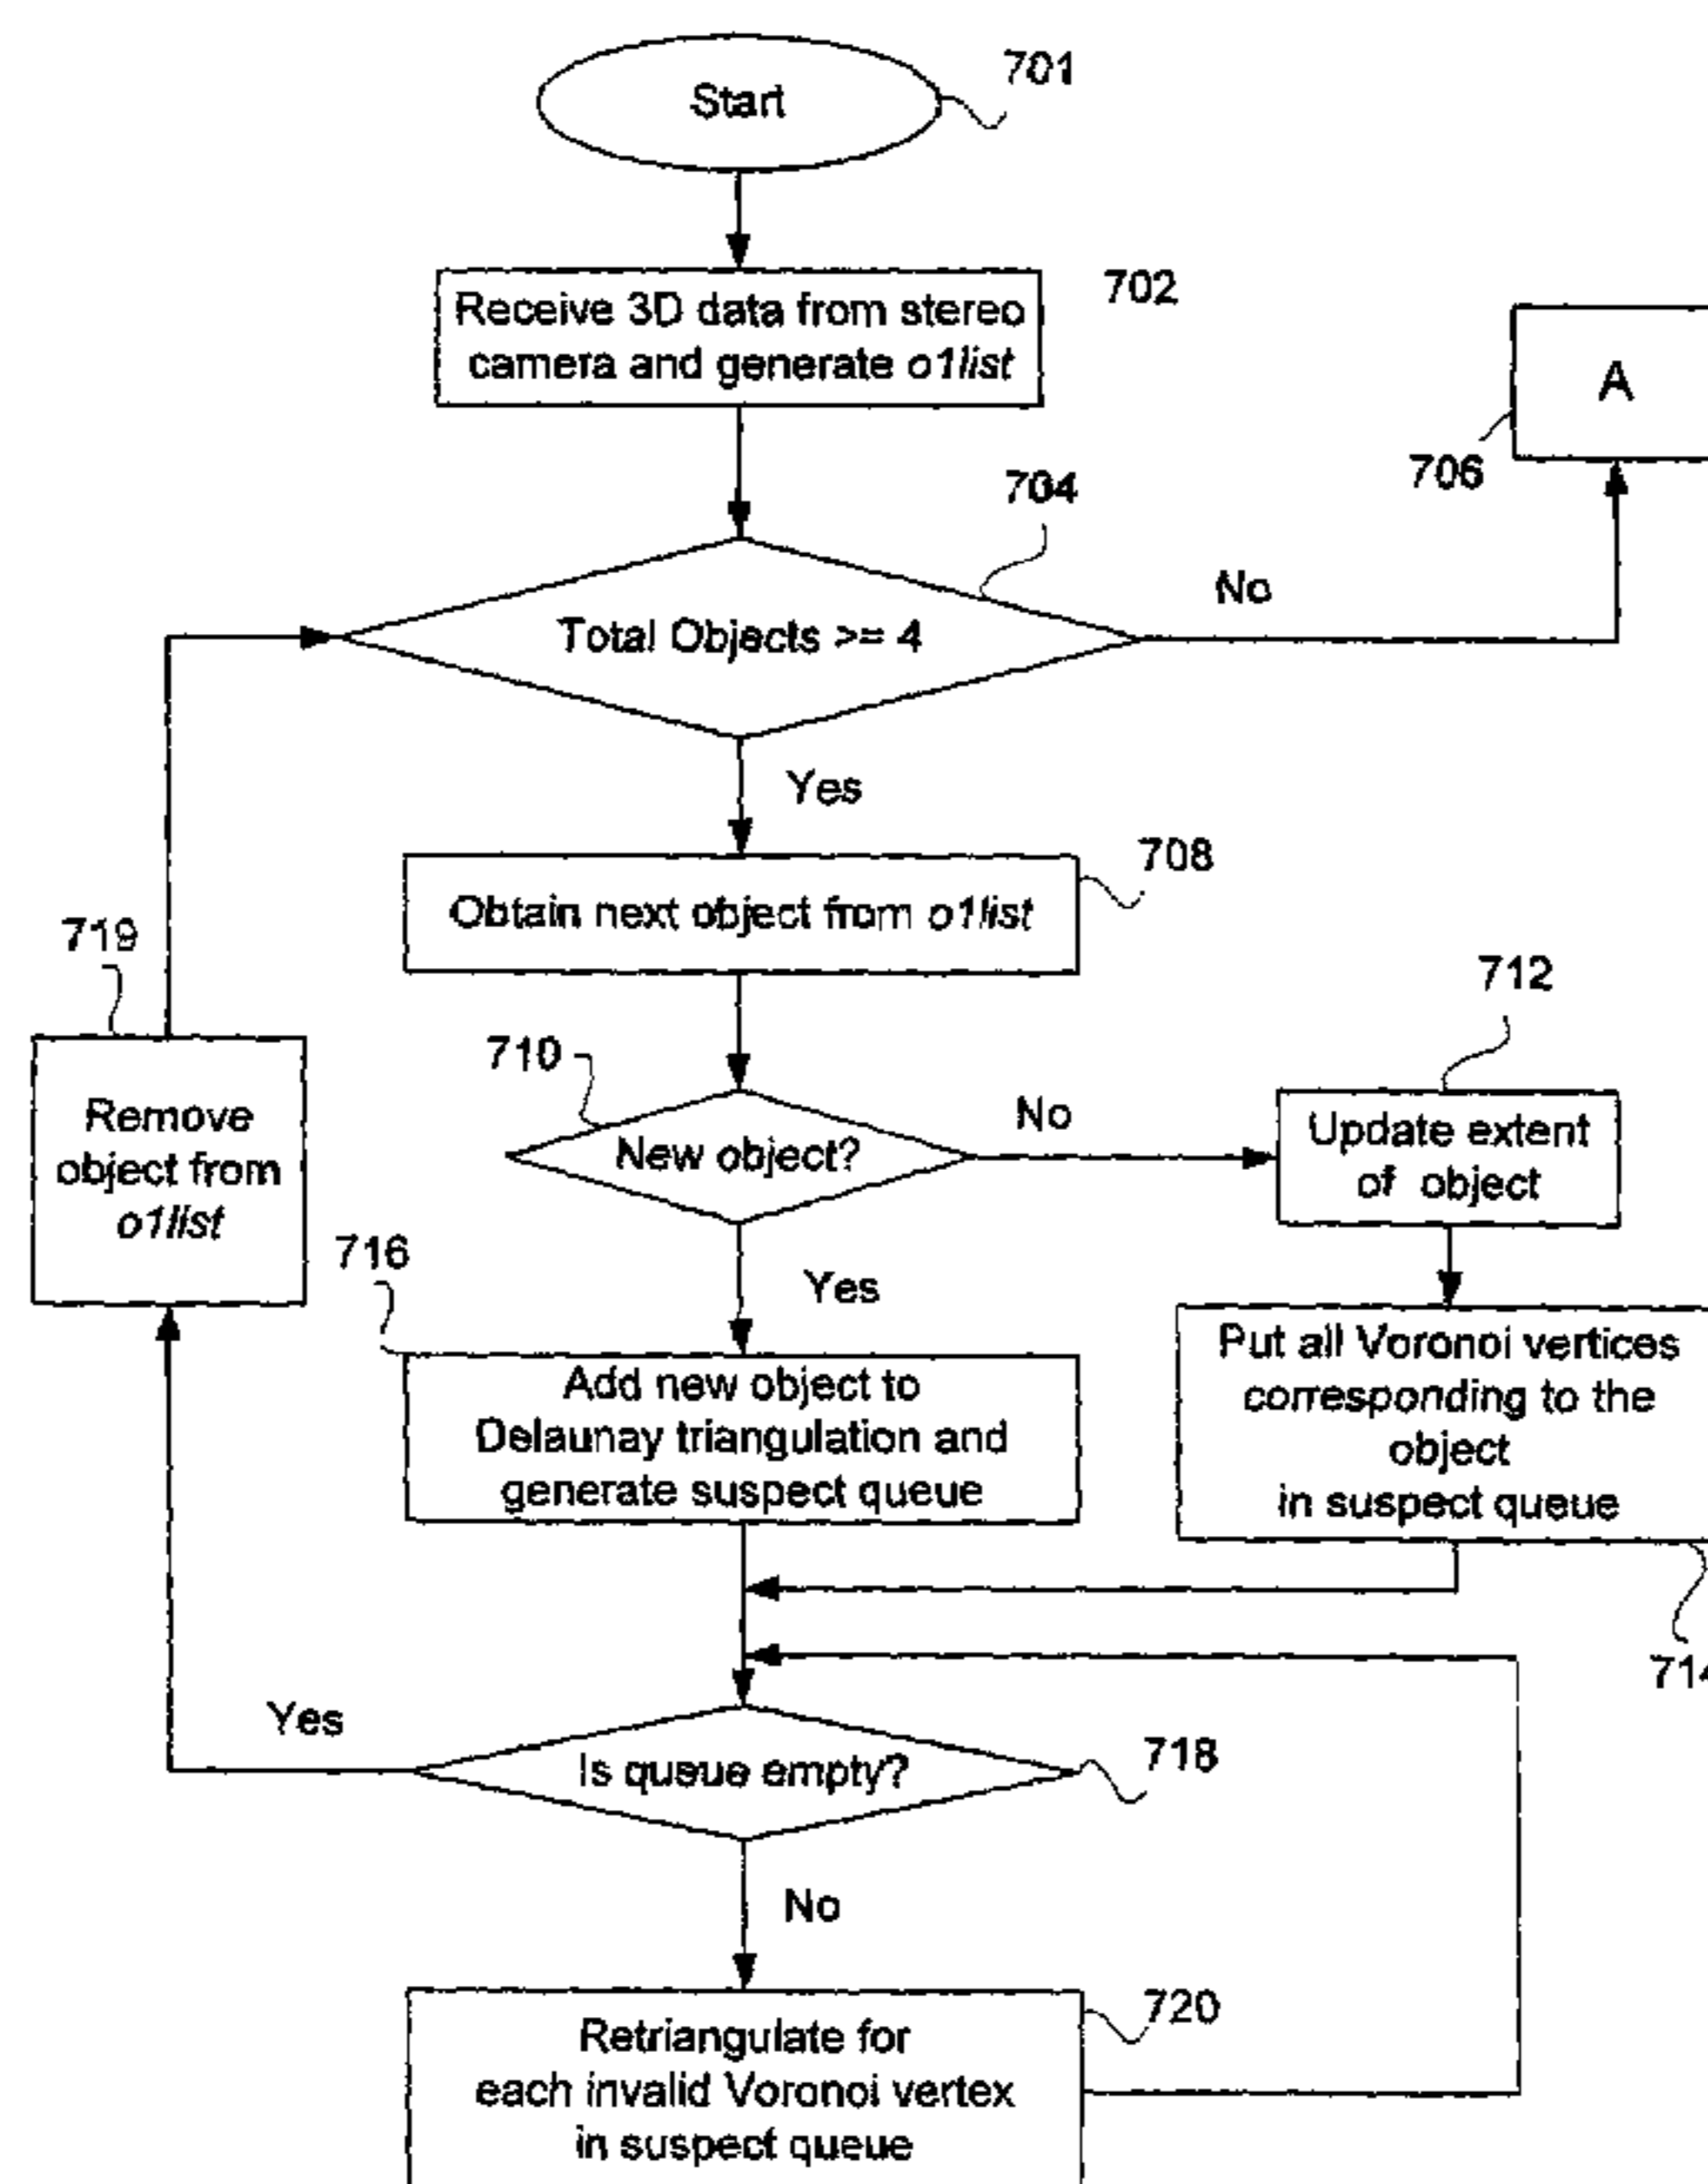 Start
701
Receive 3D data from stereo
camera and generate o1list
702
A
706
704
Total Objects >= 4
No
Yes
708
Obtain next object from o1list
719
Remove
object from
o1list
710
New object?
No
712
Update extent
of object
Yes
716
Add new object to
Delaunay triangulation and
generate suspect queue
Put all Voronoi vertices
corresponding to the
object
in suspect queue
714
Yes
Is queue empty?
718
No
720
Retriangulate for
each invalid Voronoi vertex
in suspect queue